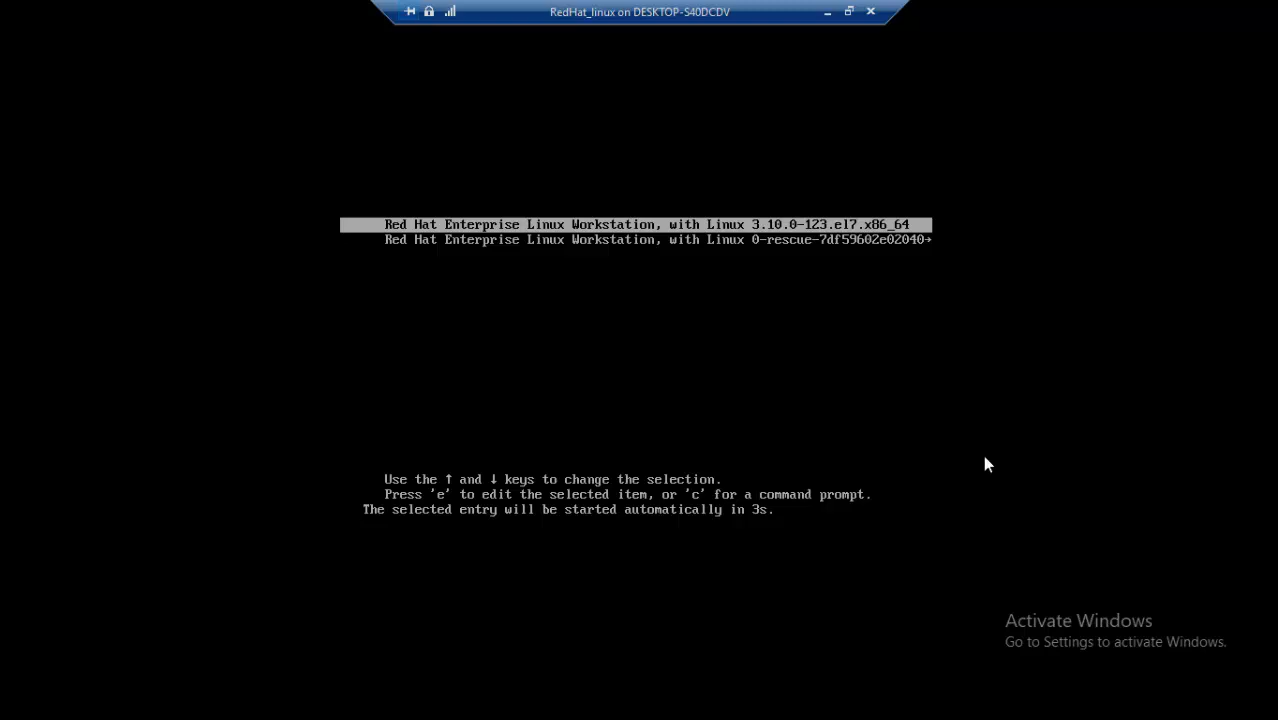 RedHat_linux on DESKTOP-S40DCDV
Red Hat Enterprise Linux Workstation, with Linux 3.10.0-123.el7.x86_64
Red Hat Enterprise Linux Workstation, with Linux 0-rescue-7df59602e02040→
Use the ↑ and ↓ keys to change the selection.
Press 'e' to edit the selected item, or 'c' for a command prompt.
The selected entry will be started automatically in 3s.
Activate Windows
Go to Settings to activate Windows.